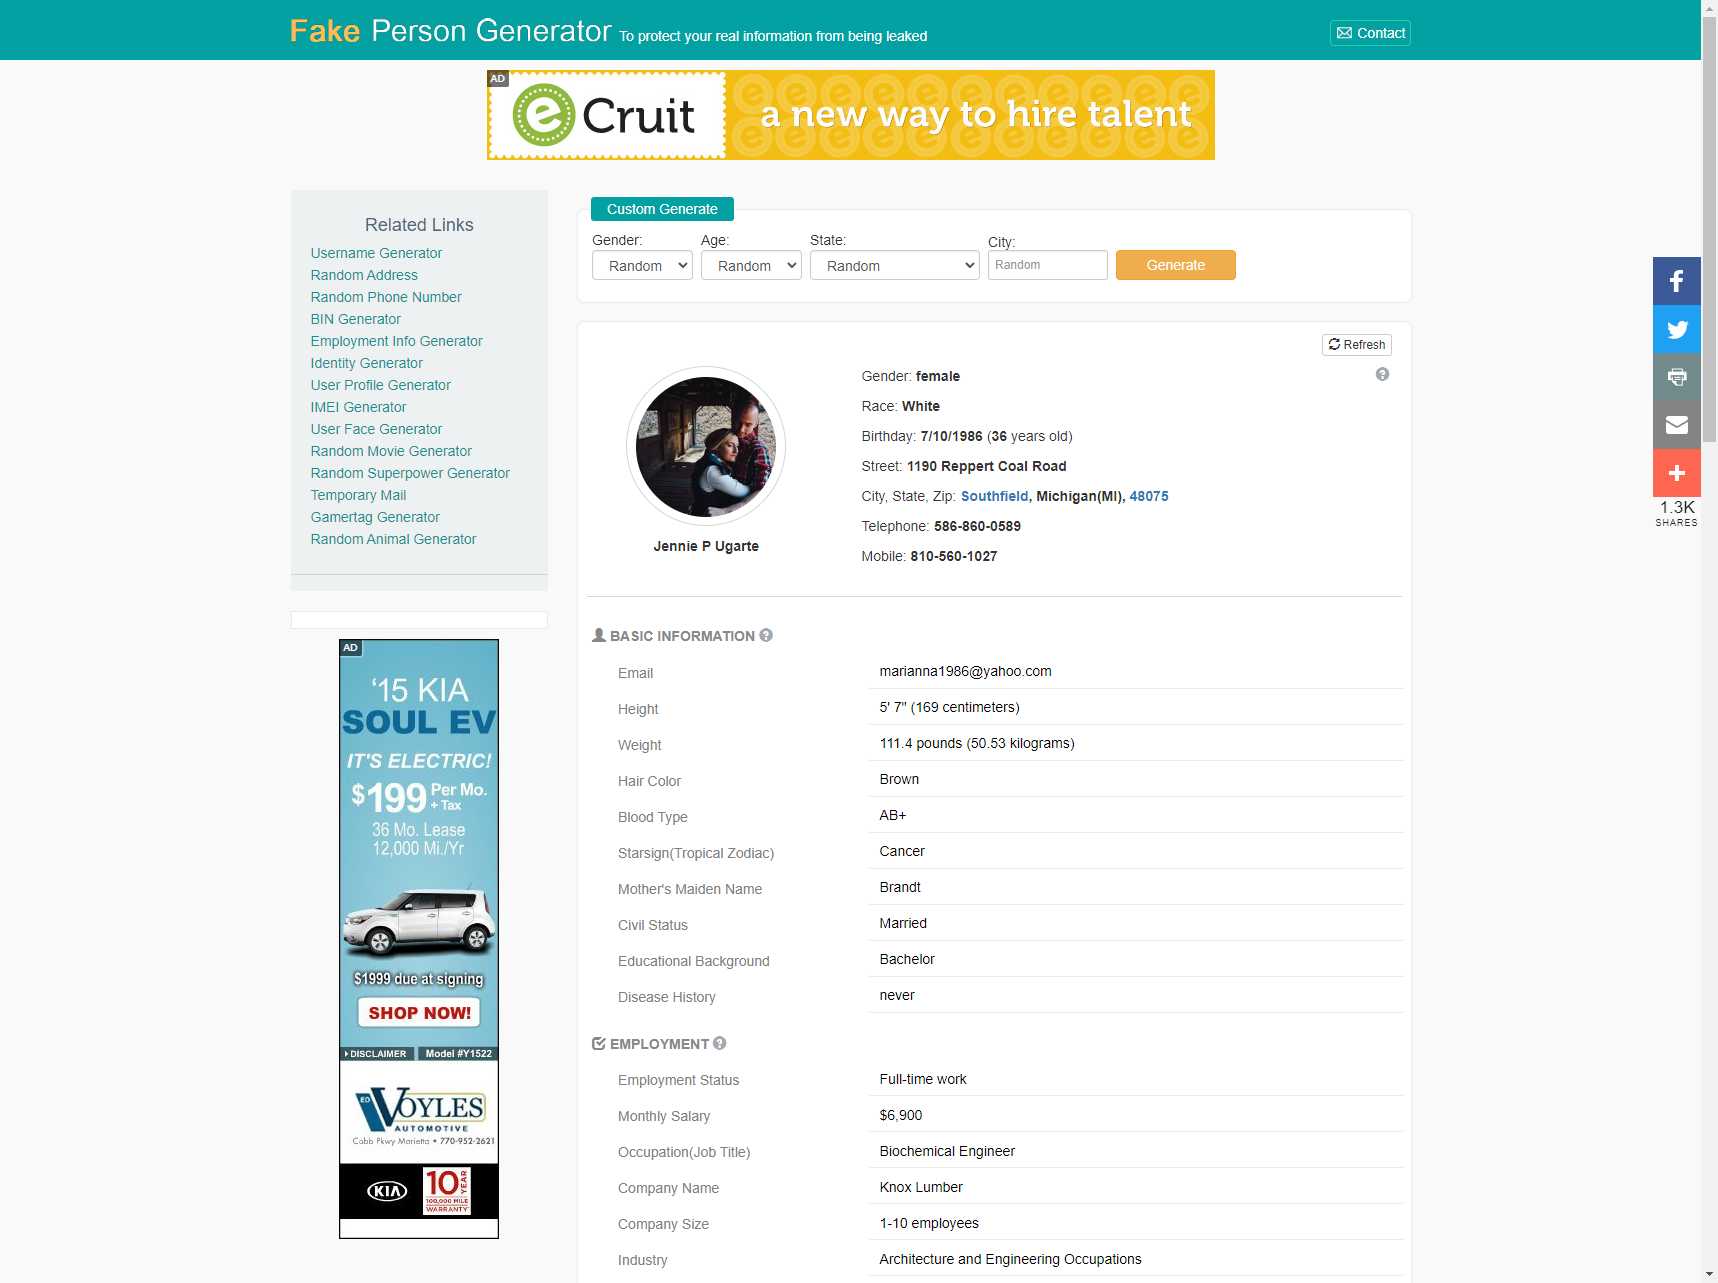 Fake Person Generator To protect your real information from being leaked
Contact
AD
e Cruit
a new way to hire talent
Related Links
Username Generator
Random Address
Random Phone Number
BIN Generator
Employment Info Generator
Identity Generator
User Profile Generator
IMEI Generator
User Face Generator
Random Movie Generator
Random Superpower Generator
Temporary Mail
Gamertag Generator
Random Animal Generator
AD
'15 KIA
SOUL EV
IT'S ELECTRIC!
$199 Per Mo. + Tax
36 Mo. Lease
12,000 Mi./Yr
$1999 due at signing
SHOP NOW!
DISCLAIMER Model #Y1522
ED VOYLES
AUTOMOTIVE
Cobb Pkwy Marietta • 770-952-2621
KIA
10 YEAR
100,000 MILE
WARRANTY
Custom Generate
Gender: Age: State: City:
Random Random Random Random Generate
Refresh
Jennie P Ugarte
Gender: female
Race: White
Birthday: 7/10/1986 (36 years old)
Street: 1190 Reppert Coal Road
City, State, Zip: Southfield, Michigan(MI), 48075
Telephone: 586-860-0589
Mobile: 810-560-1027
BASIC INFORMATION
Email marianna1986@yahoo.com
Height 5' 7" (169 centimeters)
Weight 111.4 pounds (50.53 kilograms)
Hair Color Brown
Blood Type AB+
Starsign(Tropical Zodiac) Cancer
Mother's Maiden Name Brandt
Civil Status Married
Educational Background Bachelor
Disease History never
EMPLOYMENT
Employment Status Full-time work
Monthly Salary $6,900
Occupation(Job Title) Biochemical Engineer
Company Name Knox Lumber
Company Size 1-10 employees
Industry Architecture and Engineering Occupations
1.3K
SHARES